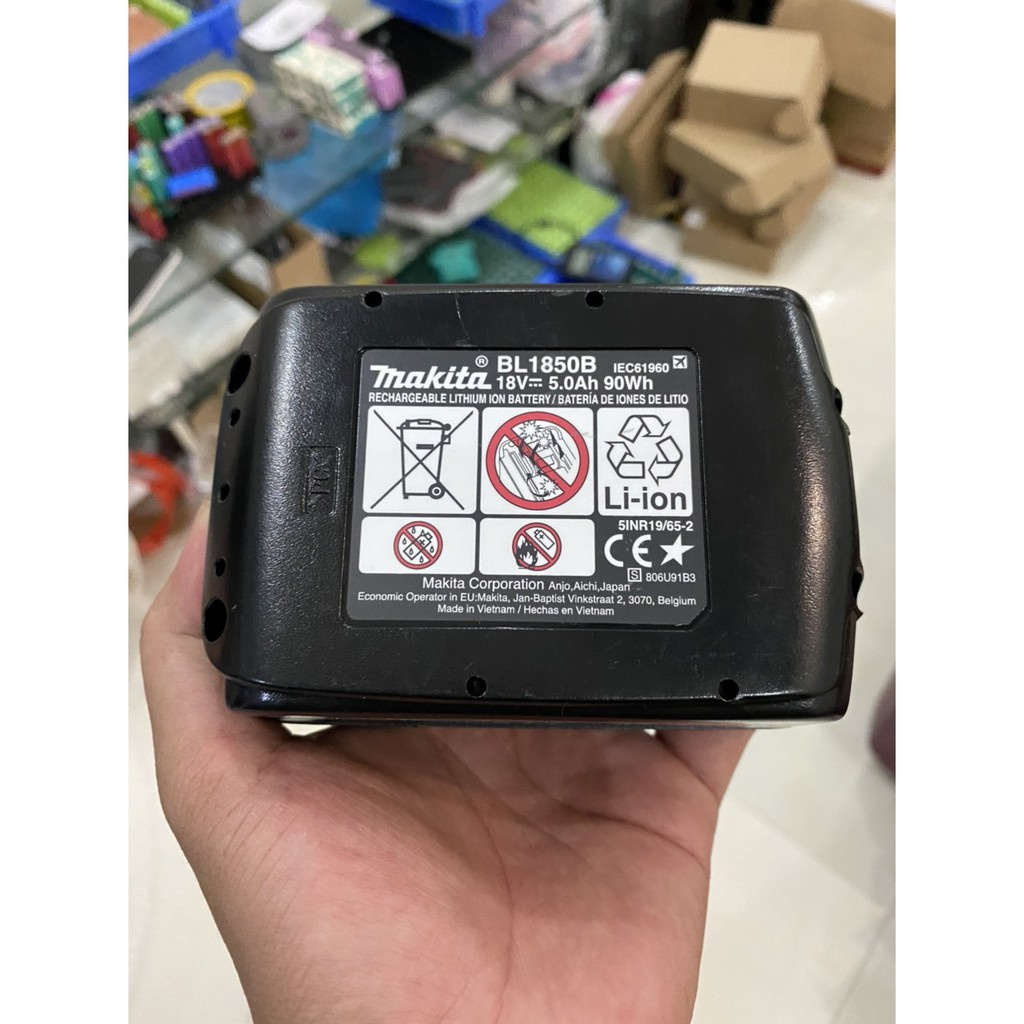 makita® BL1850B IEC61960
18V⎓ 5.0Ah 90Wh
RECHARGEABLE LITHIUM ION BATTERY / BATERÍA DE IONES DE LITIO
Li-ion
5INR19/65-2
CE
S 806U91B3
Makita Corporation Anjo,Aichi,Japan
Economic Operator in EU:Makita, Jan-Baptist Vinkstraat 2, 3070, Belgium
Made in Vietnam / Hechas en Vietnam